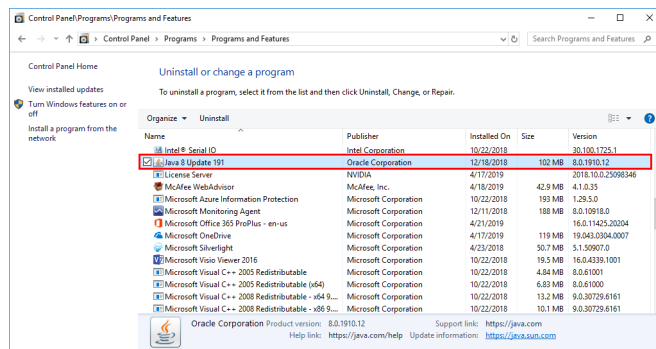 Control Panel\Programs\Programs and Features
Control Panel > Programs > Programs and Features
Search Programs and Features
Control Panel Home
View installed updates
Turn Windows features on or
off
Install a program from the
network
Uninstall or change a program
To uninstall a program, select it from the list and then click Uninstall, Change, or Repair.
Organize Uninstall
Name Publisher Installed On Size Version
Intel® Serial IO Intel Corporation 10/22/2018 30.100.1725.1
Java 8 Update 191 Oracle Corporation 12/18/2018 102 MB 8.0.1910.12
License Server NVIDIA 4/17/2019 2018.10.0.25098346
McAfee WebAdvisor McAfee, Inc. 4/18/2019 42.9 MB 4.1.0.35
Microsoft Azure Information Protection Microsoft Corporation 10/22/2018 193 MB 1.29.5.0
Microsoft Monitoring Agent Microsoft Corporation 12/11/2018 188 MB 8.0.10918.0
Microsoft Office 365 ProPlus - en-us Microsoft Corporation 4/21/2019 16.0.11425.20204
Microsoft OneDrive Microsoft Corporation 4/17/2019 119 MB 19.043.0304.0007
Microsoft Silverlight Microsoft Corporation 4/23/2018 50.7 MB 5.1.50907.0
Microsoft Visio Viewer 2016 Microsoft Corporation 10/22/2018 19.5 MB 16.0.4339.1001
Microsoft Visual C++ 2005 Redistributable Microsoft Corporation 10/22/2018 4.84 MB 8.0.61001
Microsoft Visual C++ 2005 Redistributable (x64) Microsoft Corporation 10/22/2018 6.83 MB 8.0.61000
Microsoft Visual C++ 2008 Redistributable - x64 9.... Microsoft Corporation 10/22/2018 13.2 MB 9.0.30729.6161
Microsoft Visual C++ 2008 Redistributable - x86 9.... Microsoft Corporation 10/22/2018 10.1 MB 9.0.30729.6161
Oracle Corporation Product version: 8.0.1910.12 Support link: https://java.com
Help link: https://java.com/help Update information: https://java.sun.com